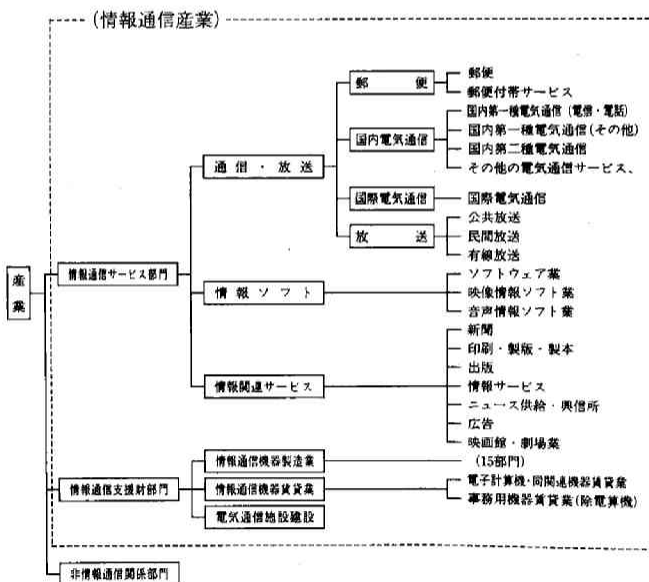 (情報通信産業)
産業
情報通信サービス部門
通信・放送
郵便
郵便
郵便付帯サービス
国内電気通信
国内第一種電気通信(電信・電話)
国内第一種電気通信(その他)
国内第二種電気通信
その他の電気通信サービス、
国際電気通信
国際電気通信
放送
公共放送
民間放送
有線放送
情報ソフト
ソフトウェア業
映像情報ソフト業
音声情報ソフト業
情報関連サービス
新聞
印刷・製版・製本
出版
情報サービス
ニュース供給・興信所
広告
映画館・劇場業
情報通信支援財部門
情報通信機器製造業
(15部門)
情報通信機器賃貸業
電子計算機・同関連機器賃貸業
事務用機器賃貸業(除電算機)
電気通信施設建設
非情報通信関係部門